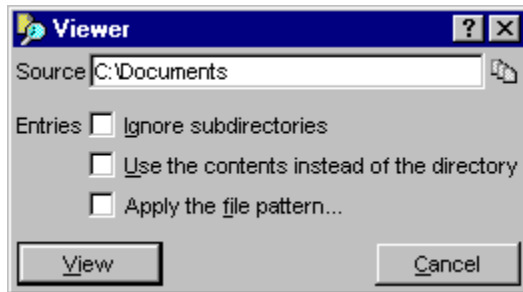 Viewer
Source C:\Documents
Entries Ignore subdirectories
Use the contents instead of the directory
Apply the file pattern...
View Cancel